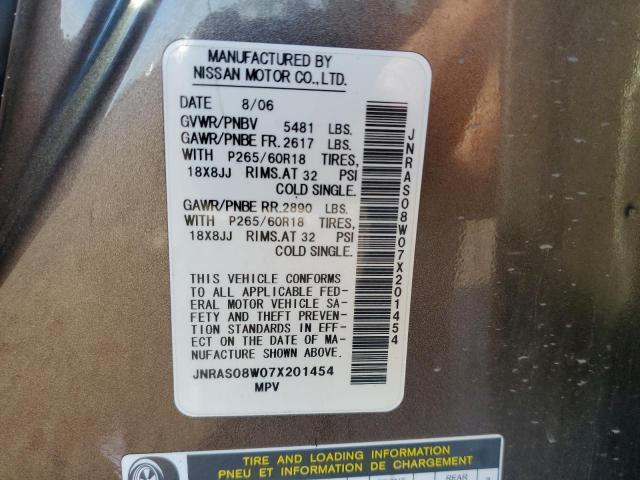 MANUFACTURED BY
NISSAN MOTOR CO., LTD.
DATE 8/06
GVWR/PNBV 5481 LBS.
GAWR/PNBE FR. 2617 LBS.
WITH P265/60R18 TIRES,
18X8JJ RIMS. AT 32 PSI
COLD SINGLE.
GAWR/PNBE RR. 2890 LBS.
WITH P265/60R18 TIRES,
18X8JJ RIMS. AT 32 PSI
COLD SINGLE.
THIS VEHICLE CONFORMS
TO ALL APPLICABLE FED-
ERAL MOTOR VEHICLE SA-
FETY AND THEFT PREVEN-
TION STANDARDS IN EFF-
ECT ON THE DATE OF MA-
NUFACTURE SHOWN ABOVE.
JNRAS08W07X201454
MPV
JNRAS08W07X201454
TIRE AND LOADING INFORMATION
PNEU ET INFORMATION DE CHARGEMENT
REAR